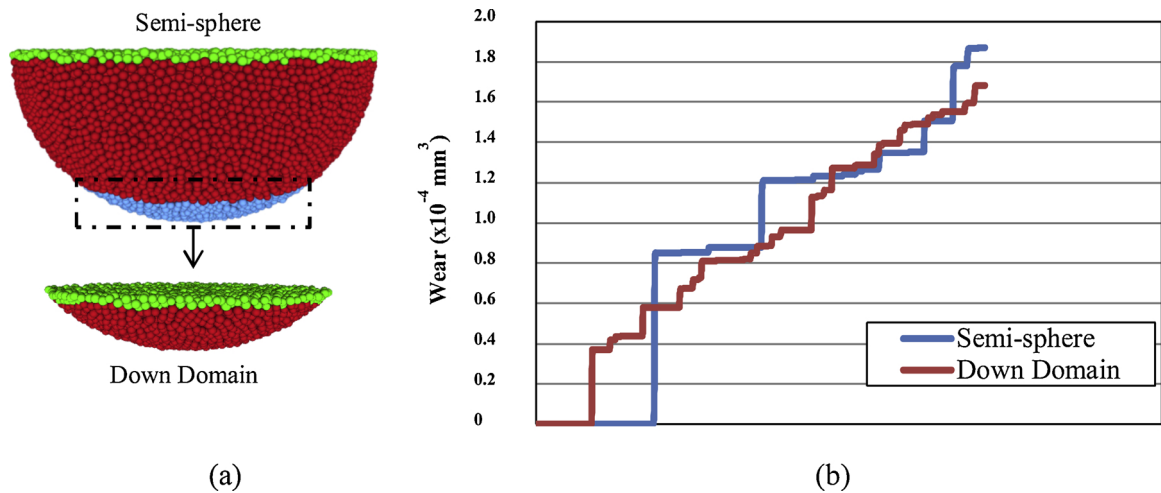 Semi-sphere
Down Domain
(a)
Wear (x10⁻⁴ mm³)
2.0
1.8
1.6
1.4
1.2
1.0
0.8
0.6
0.4
0.2
0
Semi-sphere
Down Domain
(b)